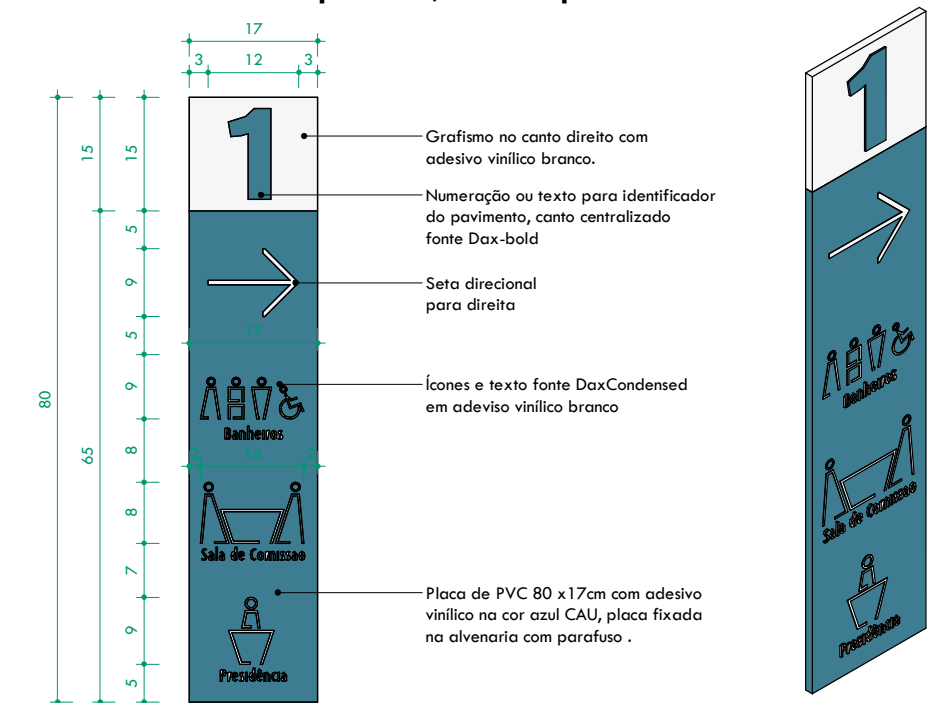 17
3 12 3
1
15
15
5
9
5
17
9
8
2 14 2
8
7
9
5
65
80
Grafismo no canto direito com
adesivo vinílico branco.
Numeração ou texto para identificador
do pavimento, canto centralizado
fonte Dax-bold
Seta direcional
para direita
Ícones e texto fonte DaxCondensed
em adeviso vinílico branco
Placa de PVC 80 x17cm com adesivo
vinílico na cor azul CAU, placa fixada
na alvenaria com parafuso .
Banheiros
Sala de Comissao
Presidência
1
Banheiros
Sala de Comissao
Presidência